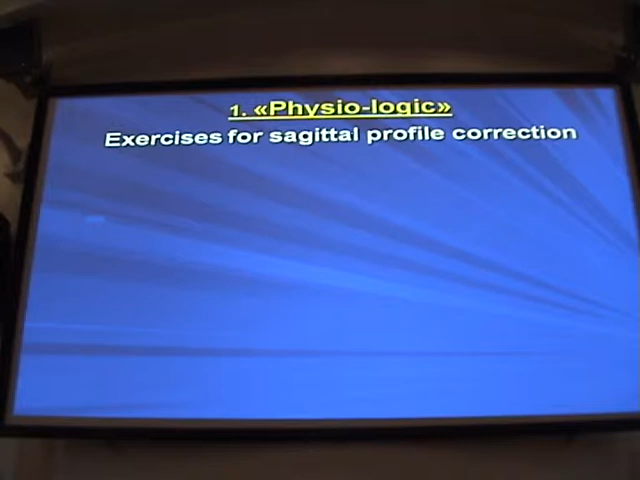 1. «Physio-logic»
Exercises for sagittal profile correction